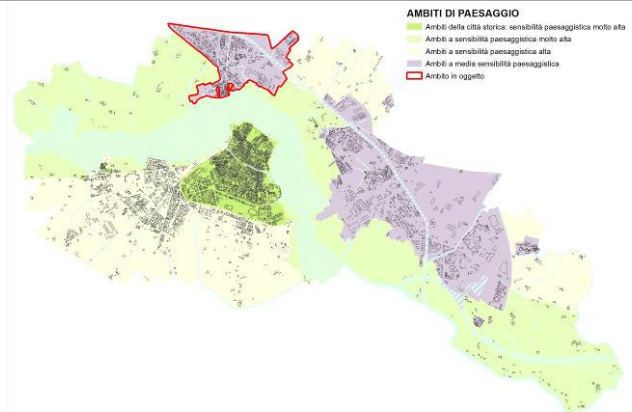 AMBITI DI PAESAGGIO
Ambiti della città storica: sensibilità paesaggistica molto alta
Ambiti a sensibilità paesaggistica molto alta
Ambiti a sensibilità paesaggistica alta
Ambiti a media sensibilità paesaggistica
Ambito in oggetto